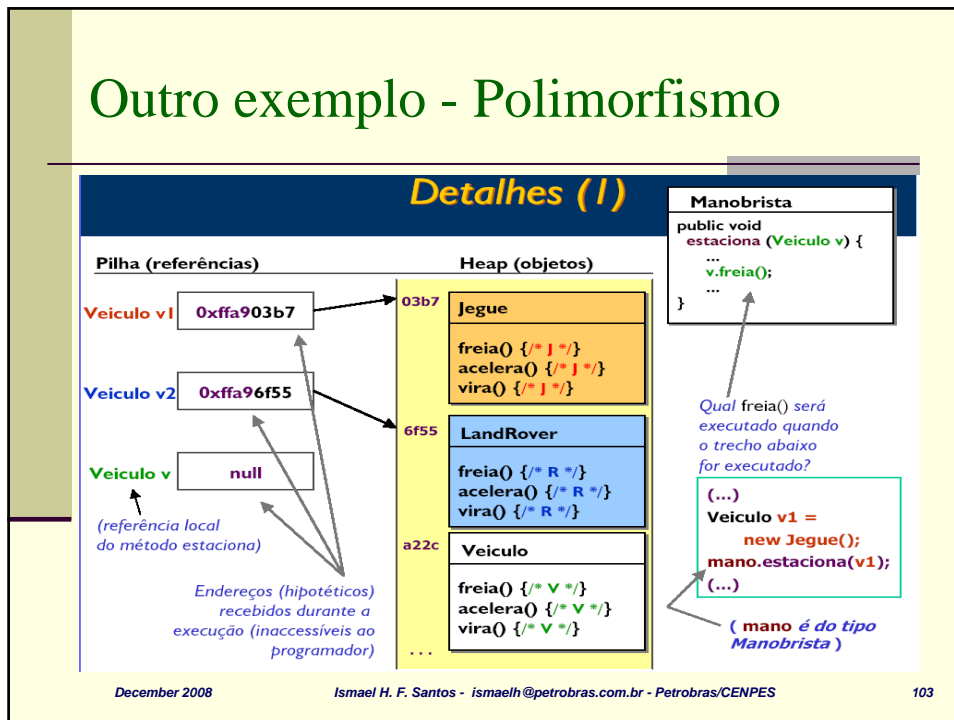 Outro exemplo - Polimorfismo
Detalhes (1)
Pilha (referências)
Heap (objetos)
Veiculo v1
0xffa903b7
Veiculo v2
0xffa96f55
Veiculo v
null
(referência local
do método estaciona)
Endereços (hipotéticos)
recebidos durante a
execução (inaccessíveis ao
programador)
03b7
Jegue
freia() {/* J */}
acelera() {/* J */}
vira() {/* J */}
6f55
LandRover
freia() {/* R */}
acelera() {/* R */}
vira() {/* R */}
a22c
Veiculo
freia() {/* V */}
acelera() {/* V */}
vira() {/* V */}
...
Manobrista
public void
estaciona (Veiculo v) {
...
v.freia();
...
}
Qual freia() será
executado quando
o trecho abaixo
for executado?
(...)
Veiculo v1 =
new Jegue();
mano.estaciona(v1);
(...)
( mano é do tipo
Manobrista )
December 2008
Ismael H. F. Santos - ismaelh@petrobras.com.br - Petrobras/CENPES
103